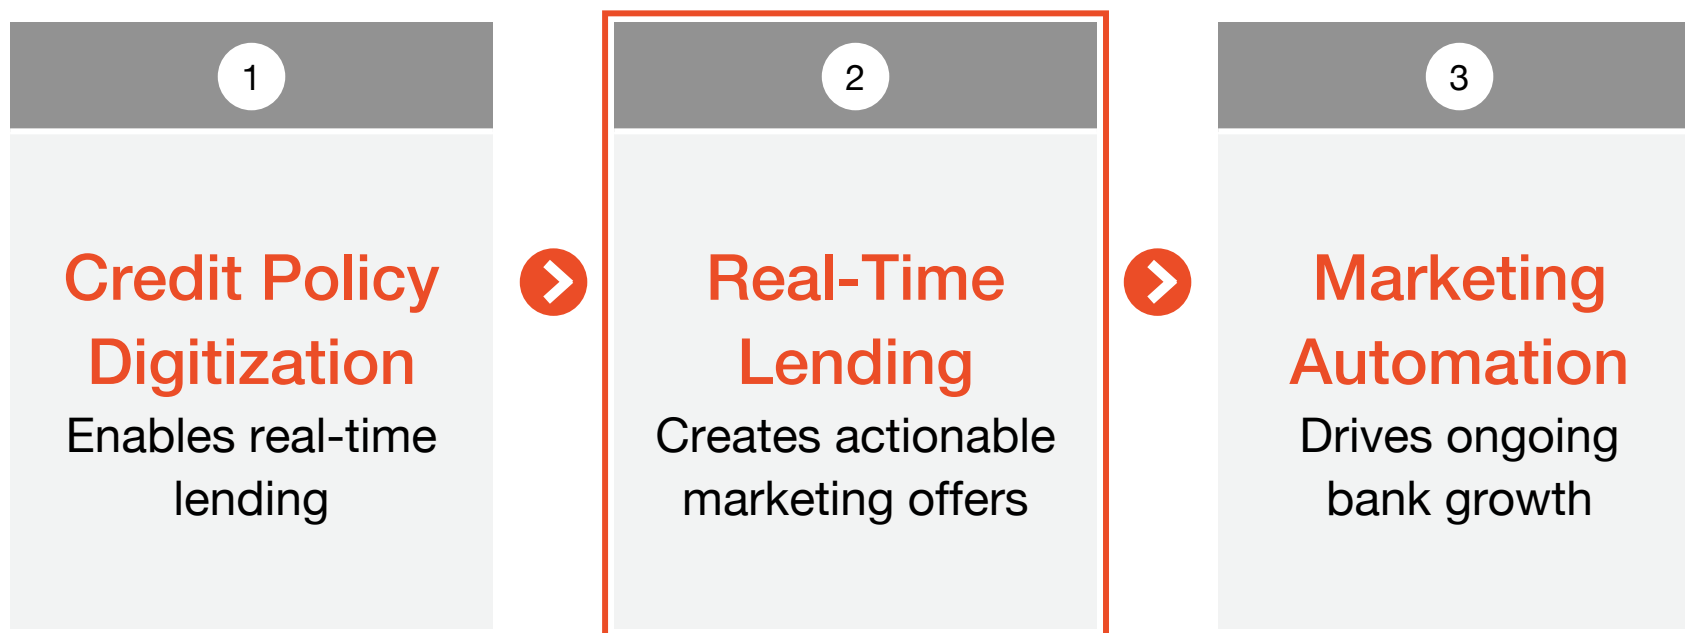 1
Credit Policy
Digitization
Enables real-time
lending
2
Real-Time
Lending
Creates actionable
marketing offers
3
Marketing
Automation
Drives ongoing
bank growth